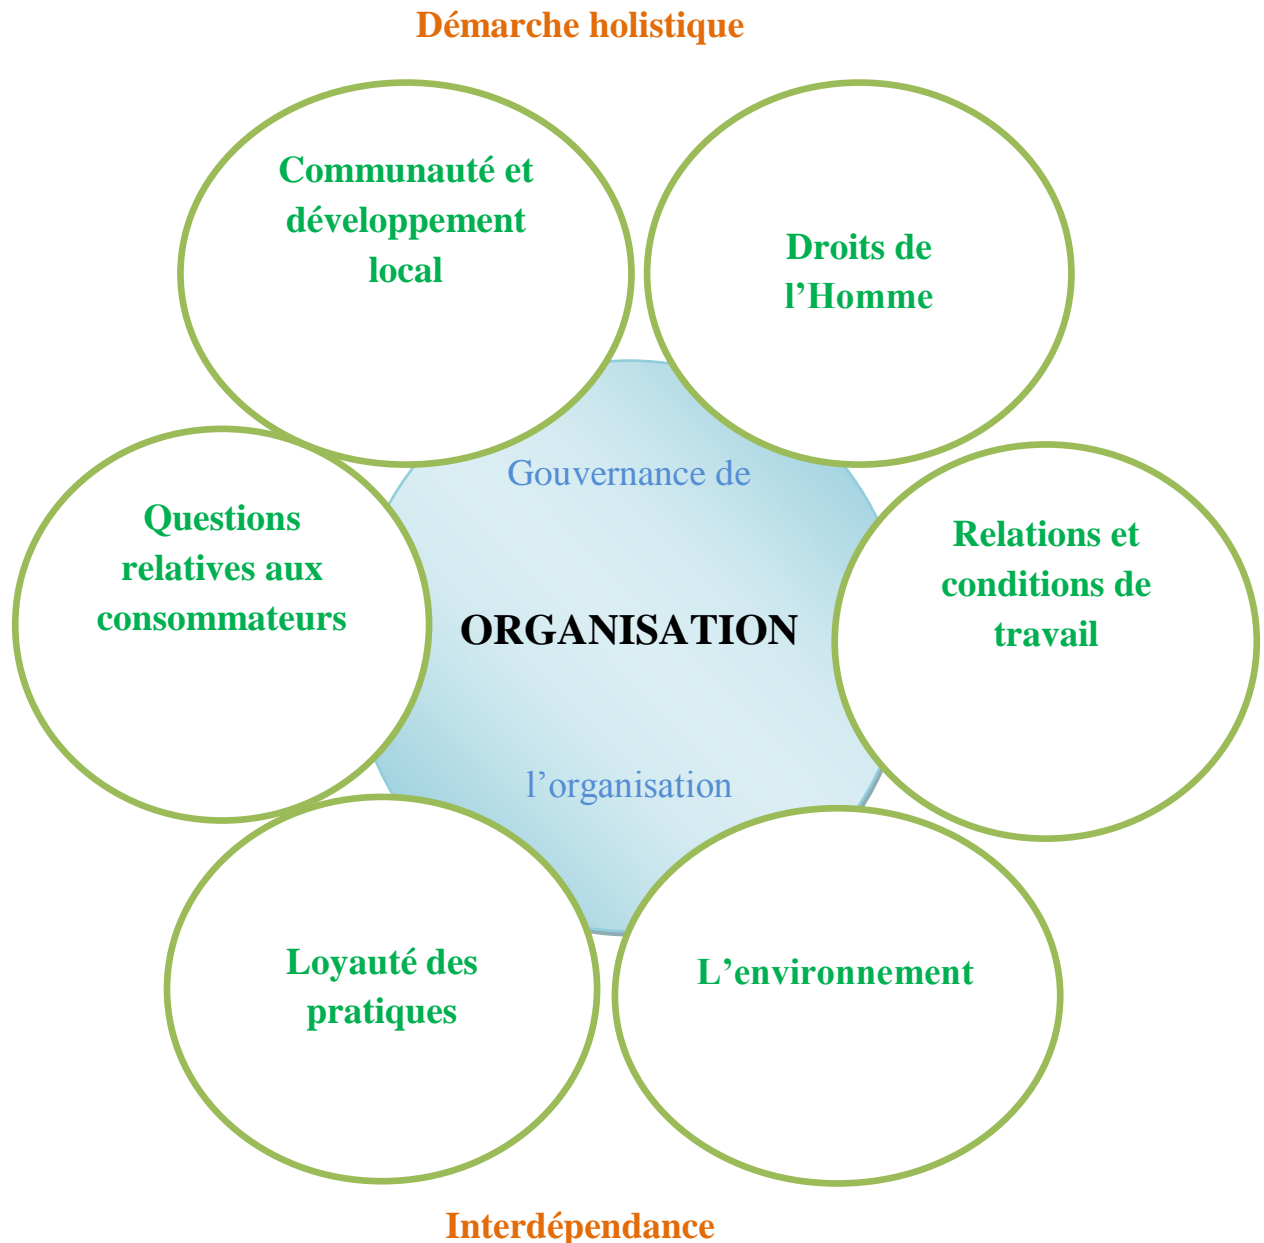 Démarche holistique
Communauté et
développement
local
Droits de
l’Homme
Gouvernance de
Questions
relatives aux
consommateurs
ORGANISATION
Relations et
conditions de
travail
l’organisation
Loyauté des
pratiques
L’environnement
Interdépendance